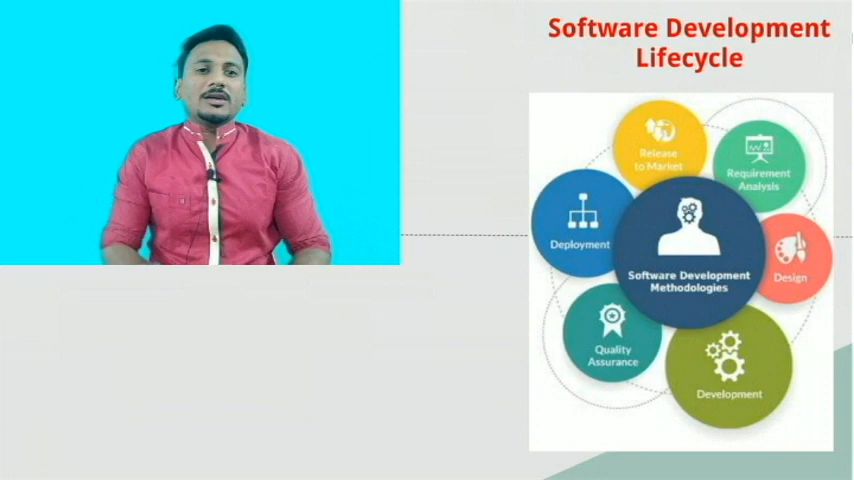 Software Development
Lifecycle
Release
to Market
Requirement
Analysis
Deployment
Software Development
Methodologies
Design
Quality
Assurance
Development